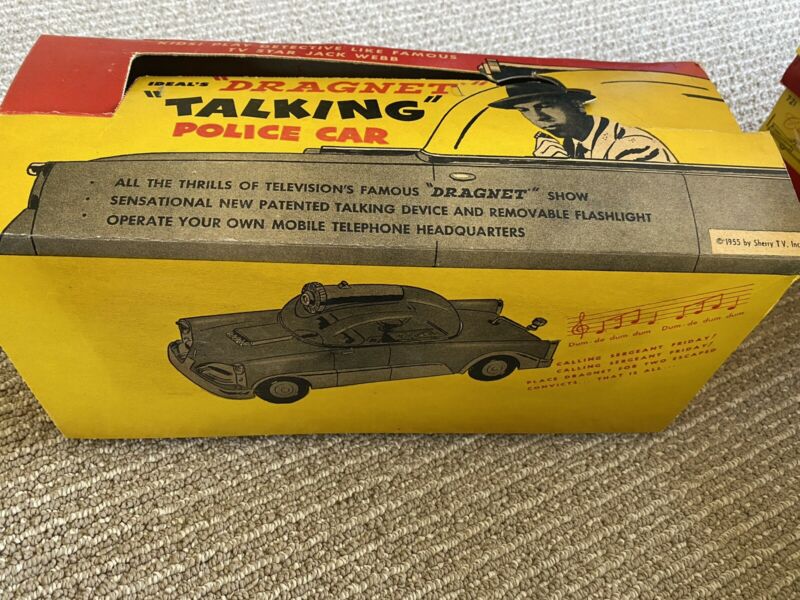 KIDS! PLAY DETECTIVE LIKE FAMOUS
TV STAR JACK WEBB
IDEAL'S "DRAGNET"
"TALKING"
POLICE CAR
• ALL THE THRILLS OF TELEVISION'S FAMOUS "DRAGNET" SHOW
• SENSATIONAL NEW PATENTED TALKING DEVICE AND REMOVABLE FLASHLIGHT
• OPERATE YOUR OWN MOBILE TELEPHONE HEADQUARTERS
©1955 by Sherry T.V. Inc
Dum - de dum dum Dum - de dum dum dum
CALLING SERGEANT FRIDAY!
CALLING SERGEANT FRIDAY!
PLACE DRAGNET FOR TWO ESCAPED
CONVICTS... THAT IS ALL...